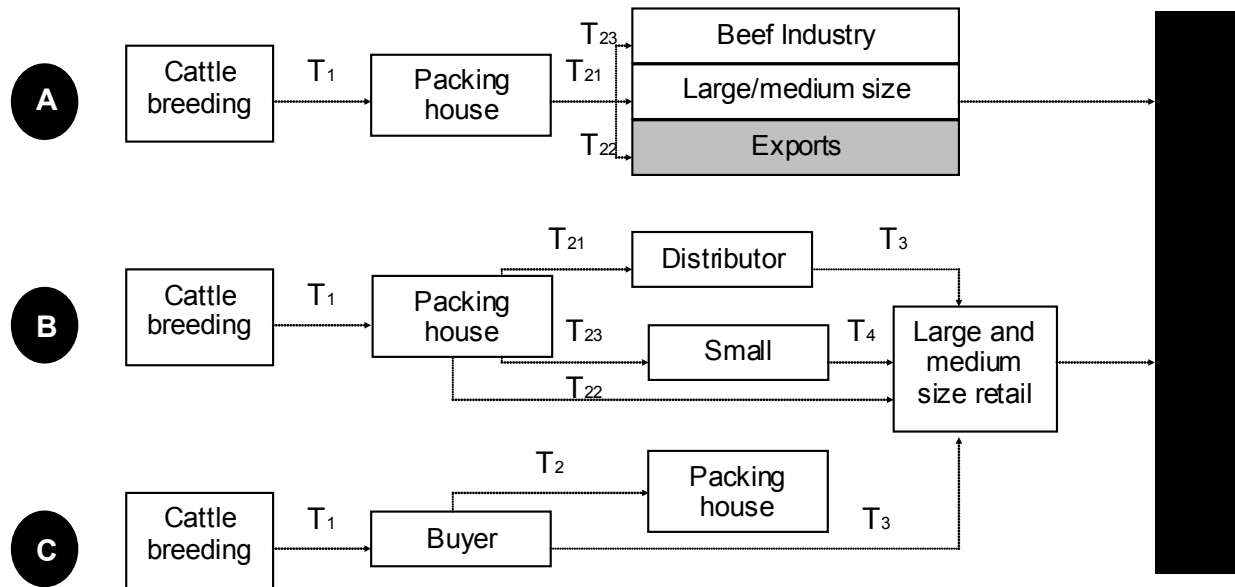 A
Cattle
breeding
T1
Packing
house
T21
T23
T22
Beef Industry
Large/medium size
Exports
B
Cattle
breeding
T1
Packing
house
T21
Distributor
T3
T23
Small
T4
T22
Large and
medium
size retail
C
Cattle
breeding
T1
Buyer
T2
Packing
house
T3